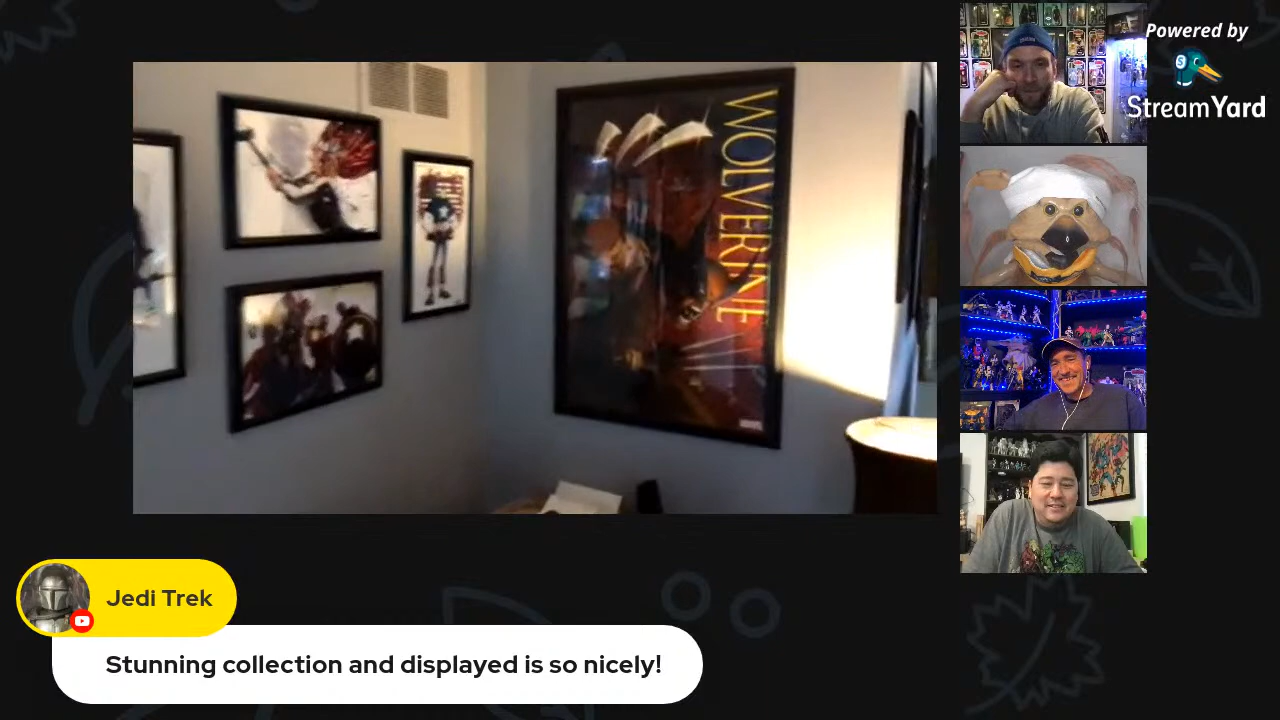 Powered by
StreamYard
WOLVERINE
Jedi Trek
Stunning collection and displayed is so nicely!